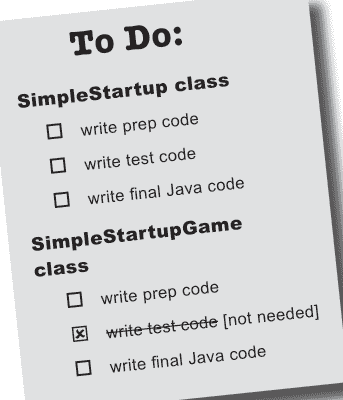 To Do:
SimpleStartup class
write prep code
write test code
write final Java code
SimpleStartupGame
class
write prep code
write test code [not needed]
write final Java code